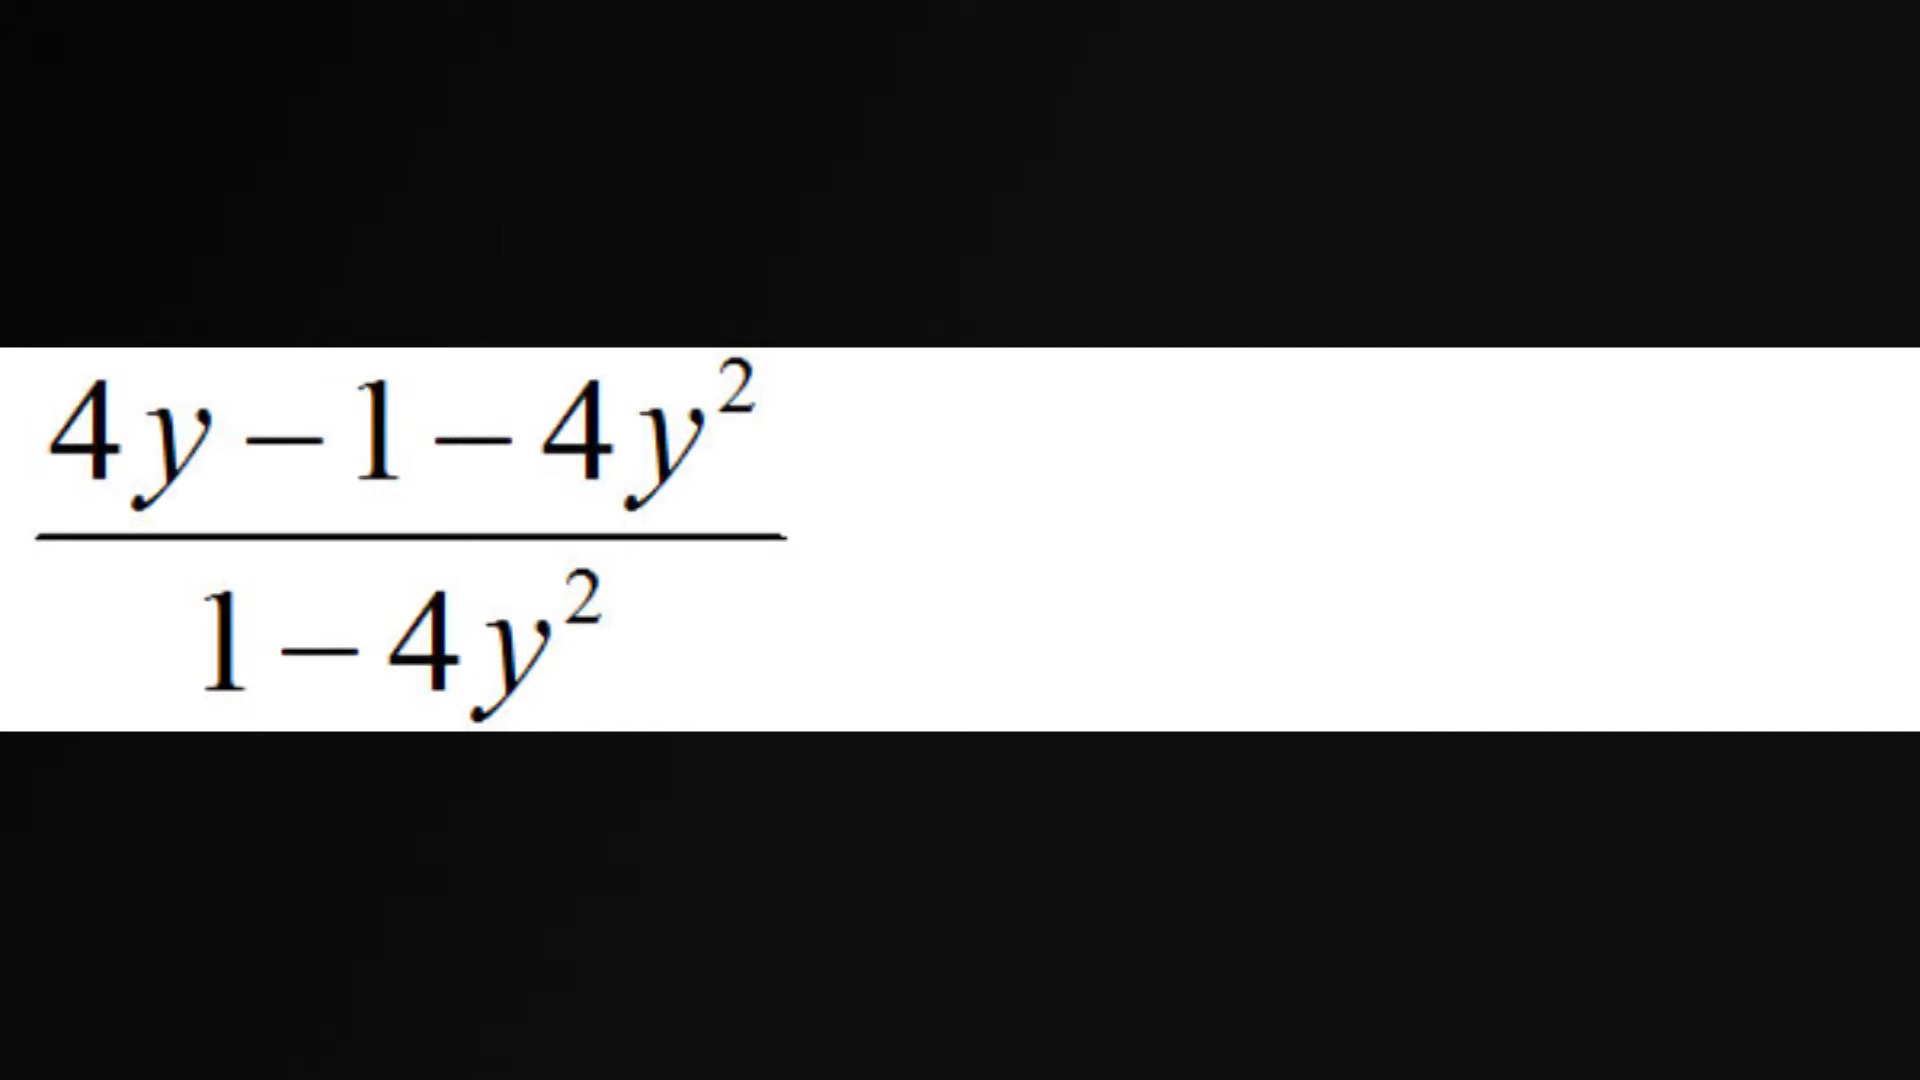 4y − 1 − 4y²
1 − 4y²